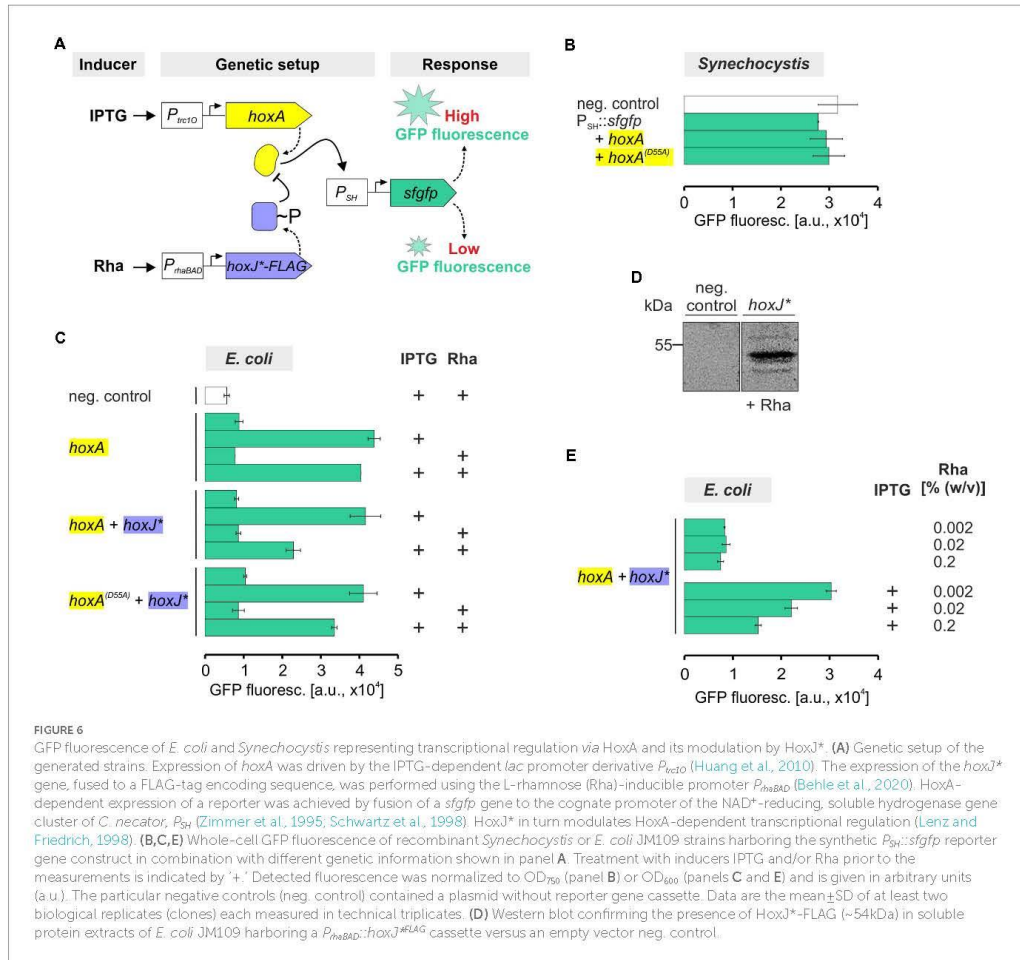 A
Inducer Genetic setup Response
IPTG P_trc1O hoxA
High
GFP fluorescence
P_SH sfgfp
~P
Low
GFP fluorescence
Rha P_rhaBAD hoxJ*-FLAG
B
Synechocystis
neg. control
P_SH::sfgfp
+ hoxA
+ hoxA^(D55A)
0 1 2 3 4
GFP fluoresc. [a.u., x10⁴]
C
E. coli IPTG Rha
neg. control + +
hoxA
+
+
+ +
hoxA + hoxJ*
+
+
+ +
hoxA^(D55A) + hoxJ*
+
+
+ +
0 1 2 3 4 5
GFP fluoresc. [a.u., x10⁴]
D
kDa neg. control hoxJ*
55
+ Rha
E
E. coli IPTG Rha [% (w/v)]
hoxA + hoxJ*
0.002
0.02
0.2
+ 0.002
+ 0.02
+ 0.2
0 1 2 3 4
GFP fluoresc. [a.u., x10⁴]
FIGURE 6
GFP fluorescence of E. coli and Synechocystis representing transcriptional regulation via HoxA and its modulation by HoxJ*. (A) Genetic setup of the
generated strains. Expression of hoxA was driven by the IPTG-dependent lac promoter derivative P_trc1O (Huang et al., 2010). The expression of the hoxJ*
gene, fused to a FLAG-tag encoding sequence, was performed using the L-rhamnose (Rha)-inducible promoter P_rhaBAD (Behle et al., 2020). HoxA-
dependent expression of a reporter was achieved by fusion of a sfgfp gene to the cognate promoter of the NAD⁺-reducing, soluble hydrogenase gene
cluster of C. necator, P_SH (Zimmer et al., 1995; Schwartz et al., 1998). HoxJ* in turn modulates HoxA-dependent transcriptional regulation (Lenz and
Friedrich, 1998). (B,C,E) Whole-cell GFP fluorescence of recombinant Synechocystis or E. coli JM109 strains harboring the synthetic P_SH::sfgfp reporter
gene construct in combination with different genetic information shown in panel A. Treatment with inducers IPTG and/or Rha prior to the
measurements is indicated by '+.' Detected fluorescence was normalized to OD₇₅₀ (panel B) or OD₆₀₀ (panels C and E) and is given in arbitrary units
(a.u.). The particular negative controls (neg. control) contained a plasmid without reporter gene cassette. Data are the mean±SD of at least two
biological replicates (clones) each measured in technical triplicates. (D) Western blot confirming the presence of HoxJ*-FLAG (~54kDa) in soluble
protein extracts of E. coli JM109 harboring a P_rhaBAD::hoxJ*^FLAG cassette versus an empty vector neg. control.